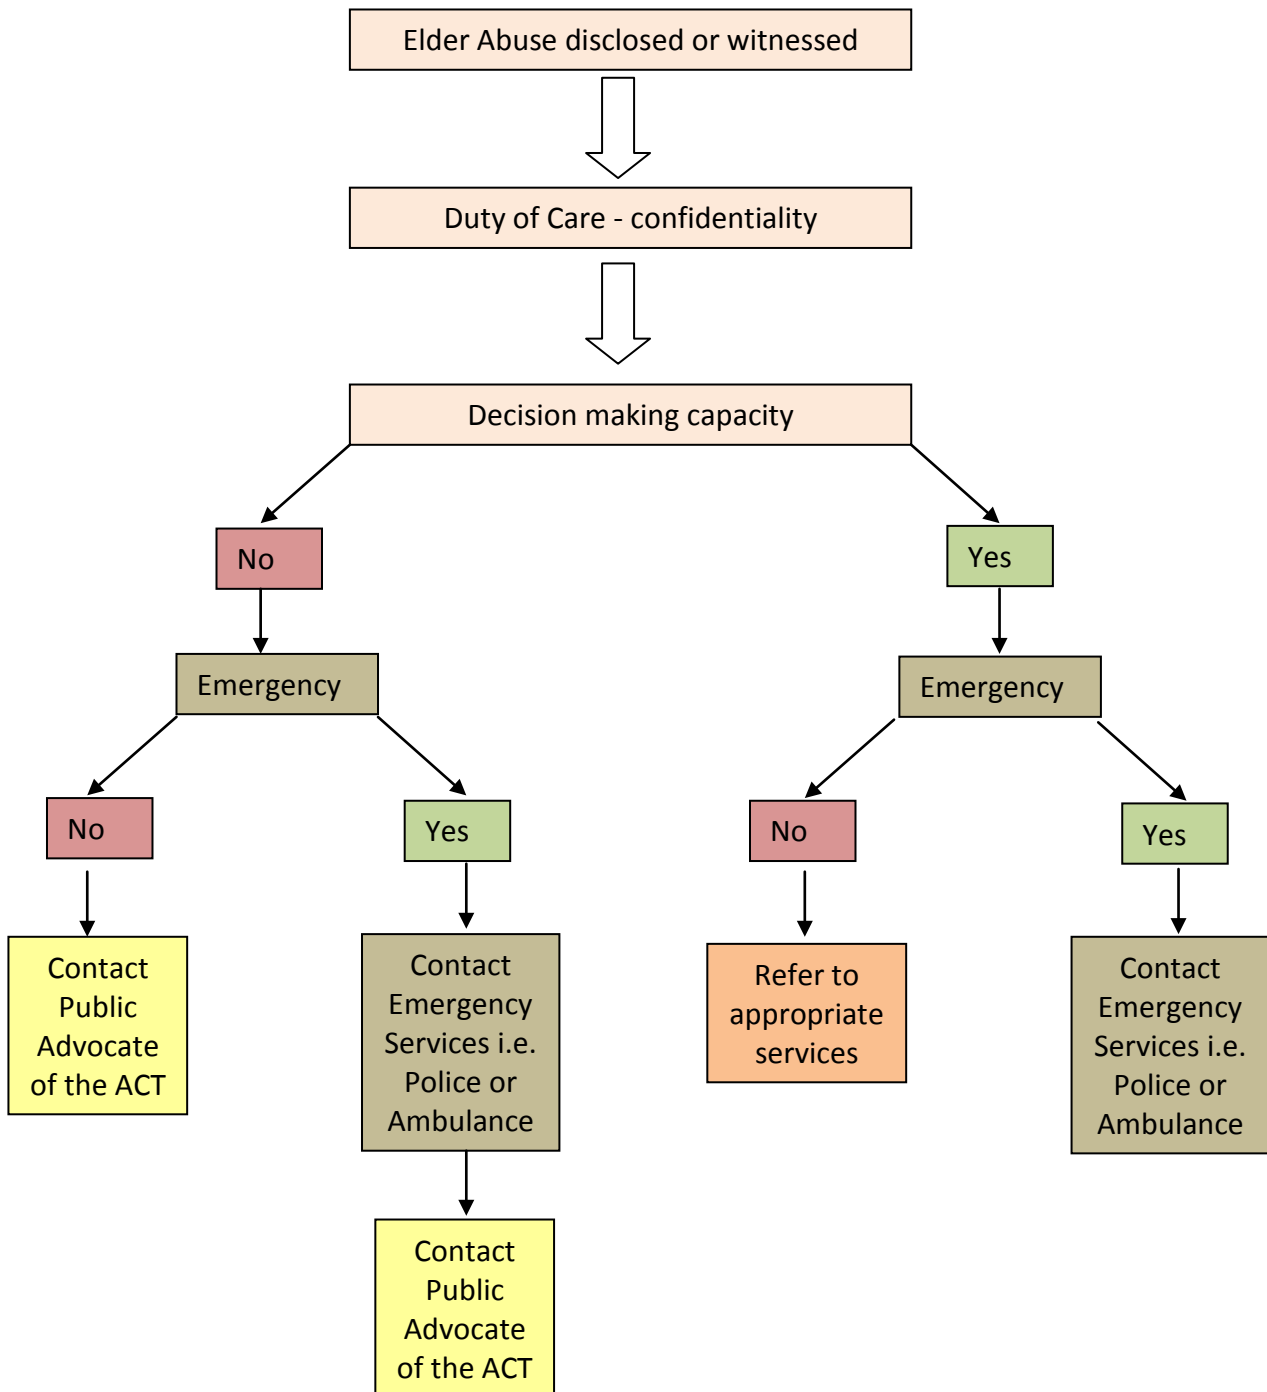 Elder Abuse disclosed or witnessed
Duty of Care - confidentiality
Decision making capacity
No
Yes
Emergency
Emergency
No
Yes
No
Yes
Contact
Public
Advocate
of the ACT
Contact
Emergency
Services i.e.
Police or
Ambulance
Refer to
appropriate
services
Contact
Emergency
Services i.e.
Police or
Ambulance
Contact
Public
Advocate
of the ACT